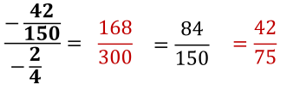 (-42/150)/(-2/4) = 168/300 = 84/150 = 42/75